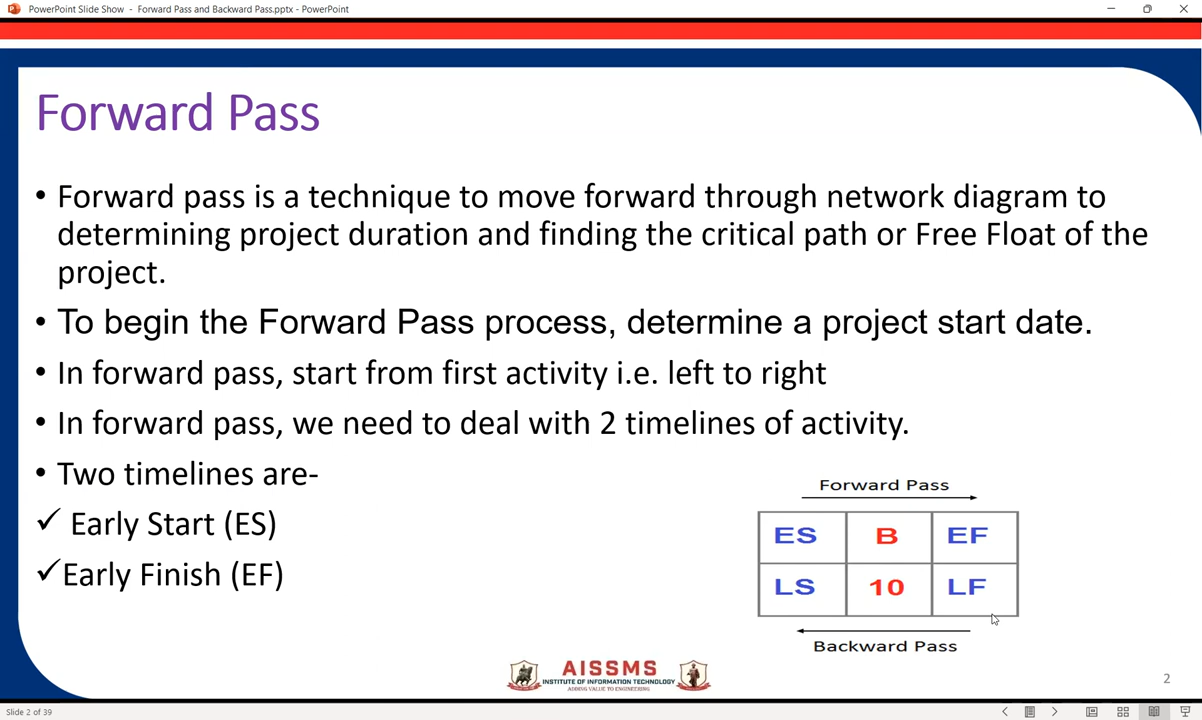 PowerPoint Slide Show - Forward Pass and Backward Pass.pptx - PowerPoint
Forward Pass
• Forward pass is a technique to move forward through network diagram to
determining project duration and finding the critical path or Free Float of the
project.
• To begin the Forward Pass process, determine a project start date.
• In forward pass, start from first activity i.e. left to right
• In forward pass, we need to deal with 2 timelines of activity.
• Two timelines are-
✓ Early Start (ES)
✓Early Finish (EF)
Forward Pass
ES B EF
LS 10 LF
Backward Pass
AISSMS
INSTITUTE OF INFORMATION TECHNOLOGY
ADDING VALUE TO ENGINEERING
2
Slide 2 of 39